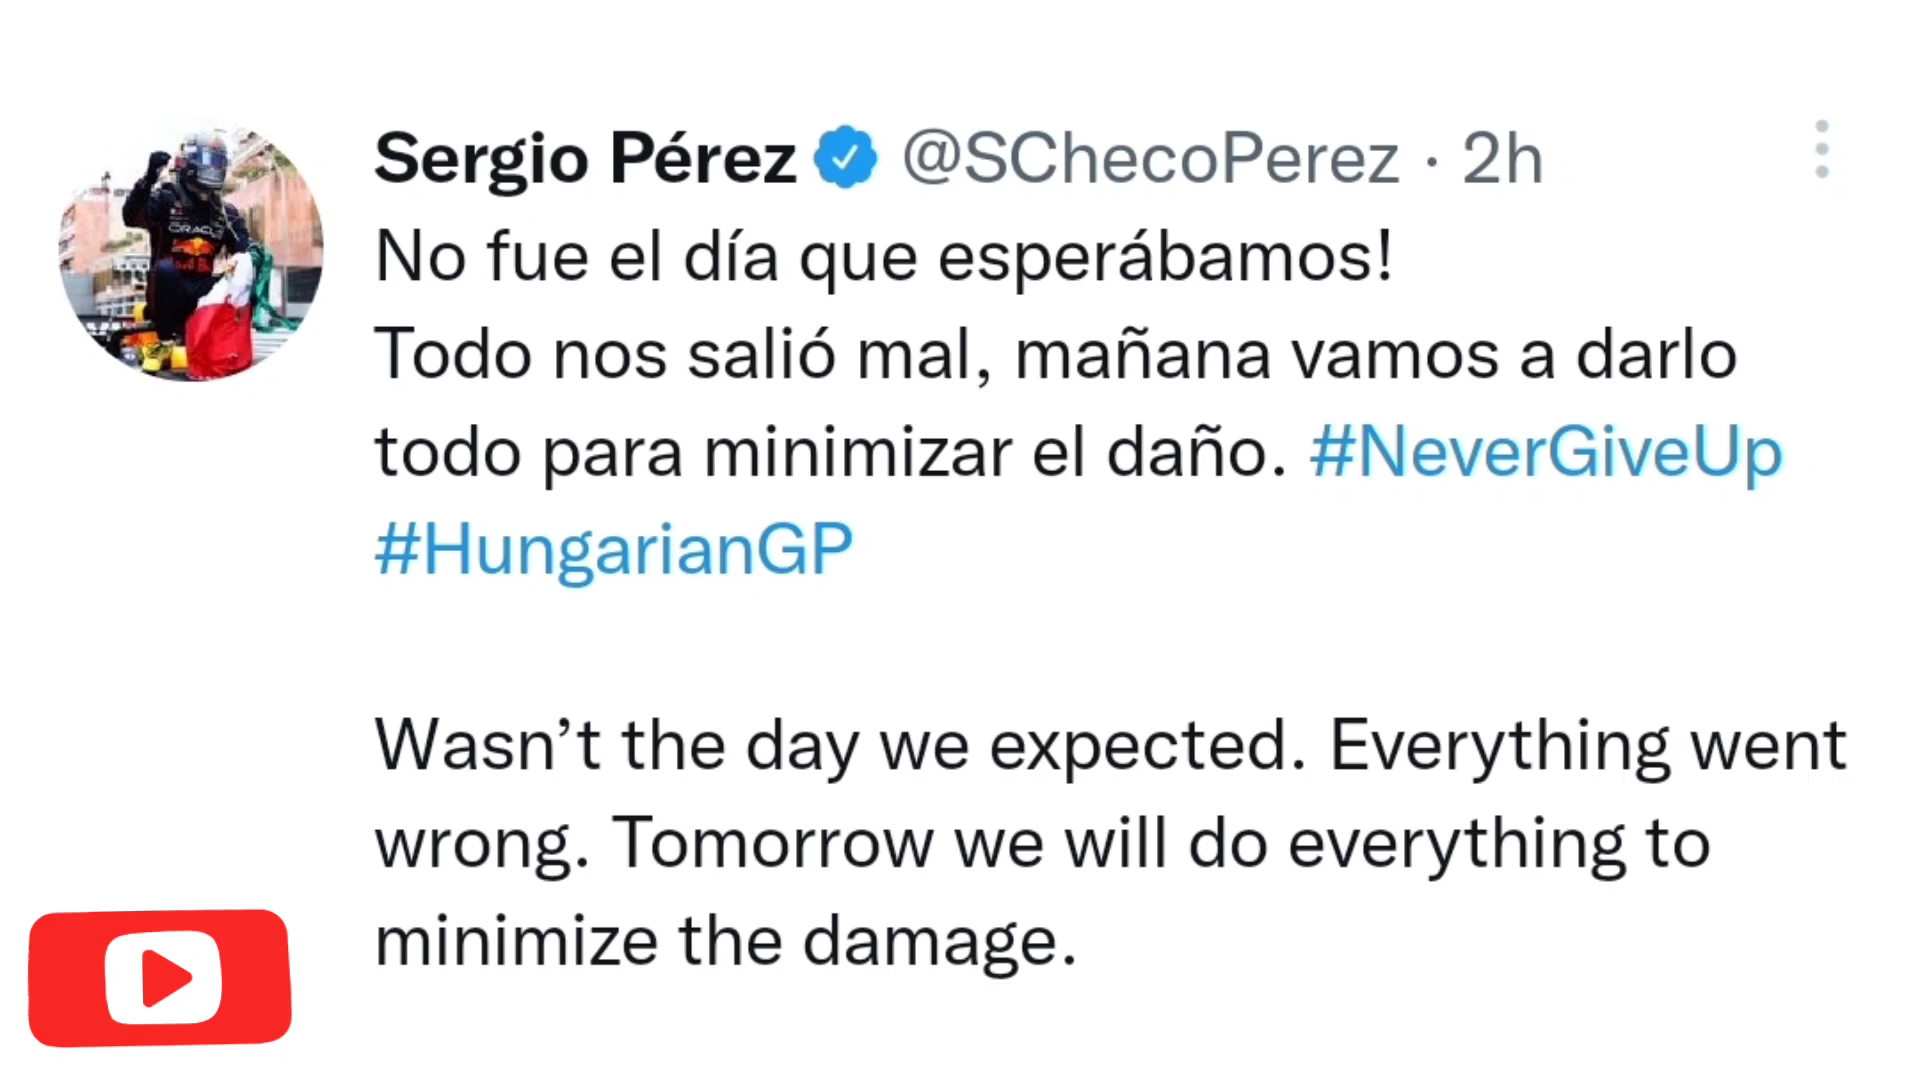 Sergio Pérez @SChecoPerez · 2h
No fue el día que esperábamos!
Todo nos salió mal, mañana vamos a darlo
todo para minimizar el daño. #NeverGiveUp
#HungarianGP
Wasn’t the day we expected. Everything went
wrong. Tomorrow we will do everything to
minimize the damage.
ORACLE